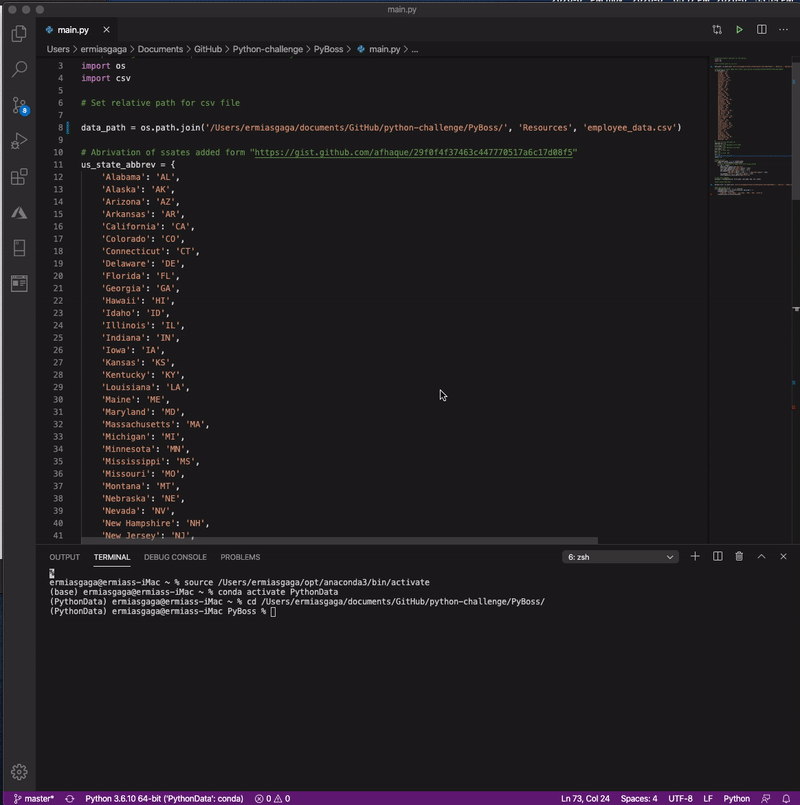 main.py
main.py
Users > ermiasgaga > Documents > GitHub > Python-challenge > PyBoss > main.py > ...
3 import os
4 import csv
5
6 # Set relative path for csv file
7
8 data_path = os.path.join('/Users/ermiasgaga/documents/GitHub/python-challenge/PyBoss/', 'Resources', 'employee_data.csv')
9
10 # Abrivation of ssates added form "https://gist.github.com/afhaque/29f0f4f37463c447770517a6c17d08f5"
11 us_state_abbrev = {
12 'Alabama': 'AL',
13 'Alaska': 'AK',
14 'Arizona': 'AZ',
15 'Arkansas': 'AR',
16 'California': 'CA',
17 'Colorado': 'CO',
18 'Connecticut': 'CT',
19 'Delaware': 'DE',
20 'Florida': 'FL',
21 'Georgia': 'GA',
22 'Hawaii': 'HI',
23 'Idaho': 'ID',
24 'Illinois': 'IL',
25 'Indiana': 'IN',
26 'Iowa': 'IA',
27 'Kansas': 'KS',
28 'Kentucky': 'KY',
29 'Louisiana': 'LA',
30 'Maine': 'ME',
31 'Maryland': 'MD',
32 'Massachusetts': 'MA',
33 'Michigan': 'MI',
34 'Minnesota': 'MN',
35 'Mississippi': 'MS',
36 'Missouri': 'MO',
37 'Montana': 'MT',
38 'Nebraska': 'NE',
39 'Nevada': 'NV',
40 'New Hampshire': 'NH',
41 'New Jersey': 'NJ',
8
OUTPUT TERMINAL DEBUG CONSOLE PROBLEMS 6: zsh
%
ermiasgaga@ermiass-iMac ~ % source /Users/ermiasgaga/opt/anaconda3/bin/activate
(base) ermiasgaga@ermiass-iMac ~ % conda activate PythonData
(PythonData) ermiasgaga@ermiass-iMac ~ % cd /Users/ermiasgaga/documents/GitHub/python-challenge/PyBoss/
(PythonData) ermiasgaga@ermiass-iMac PyBoss %
master* Python 3.6.10 64-bit ('PythonData': conda) 0 0 Ln 73, Col 24 Spaces: 4 UTF-8 LF Python